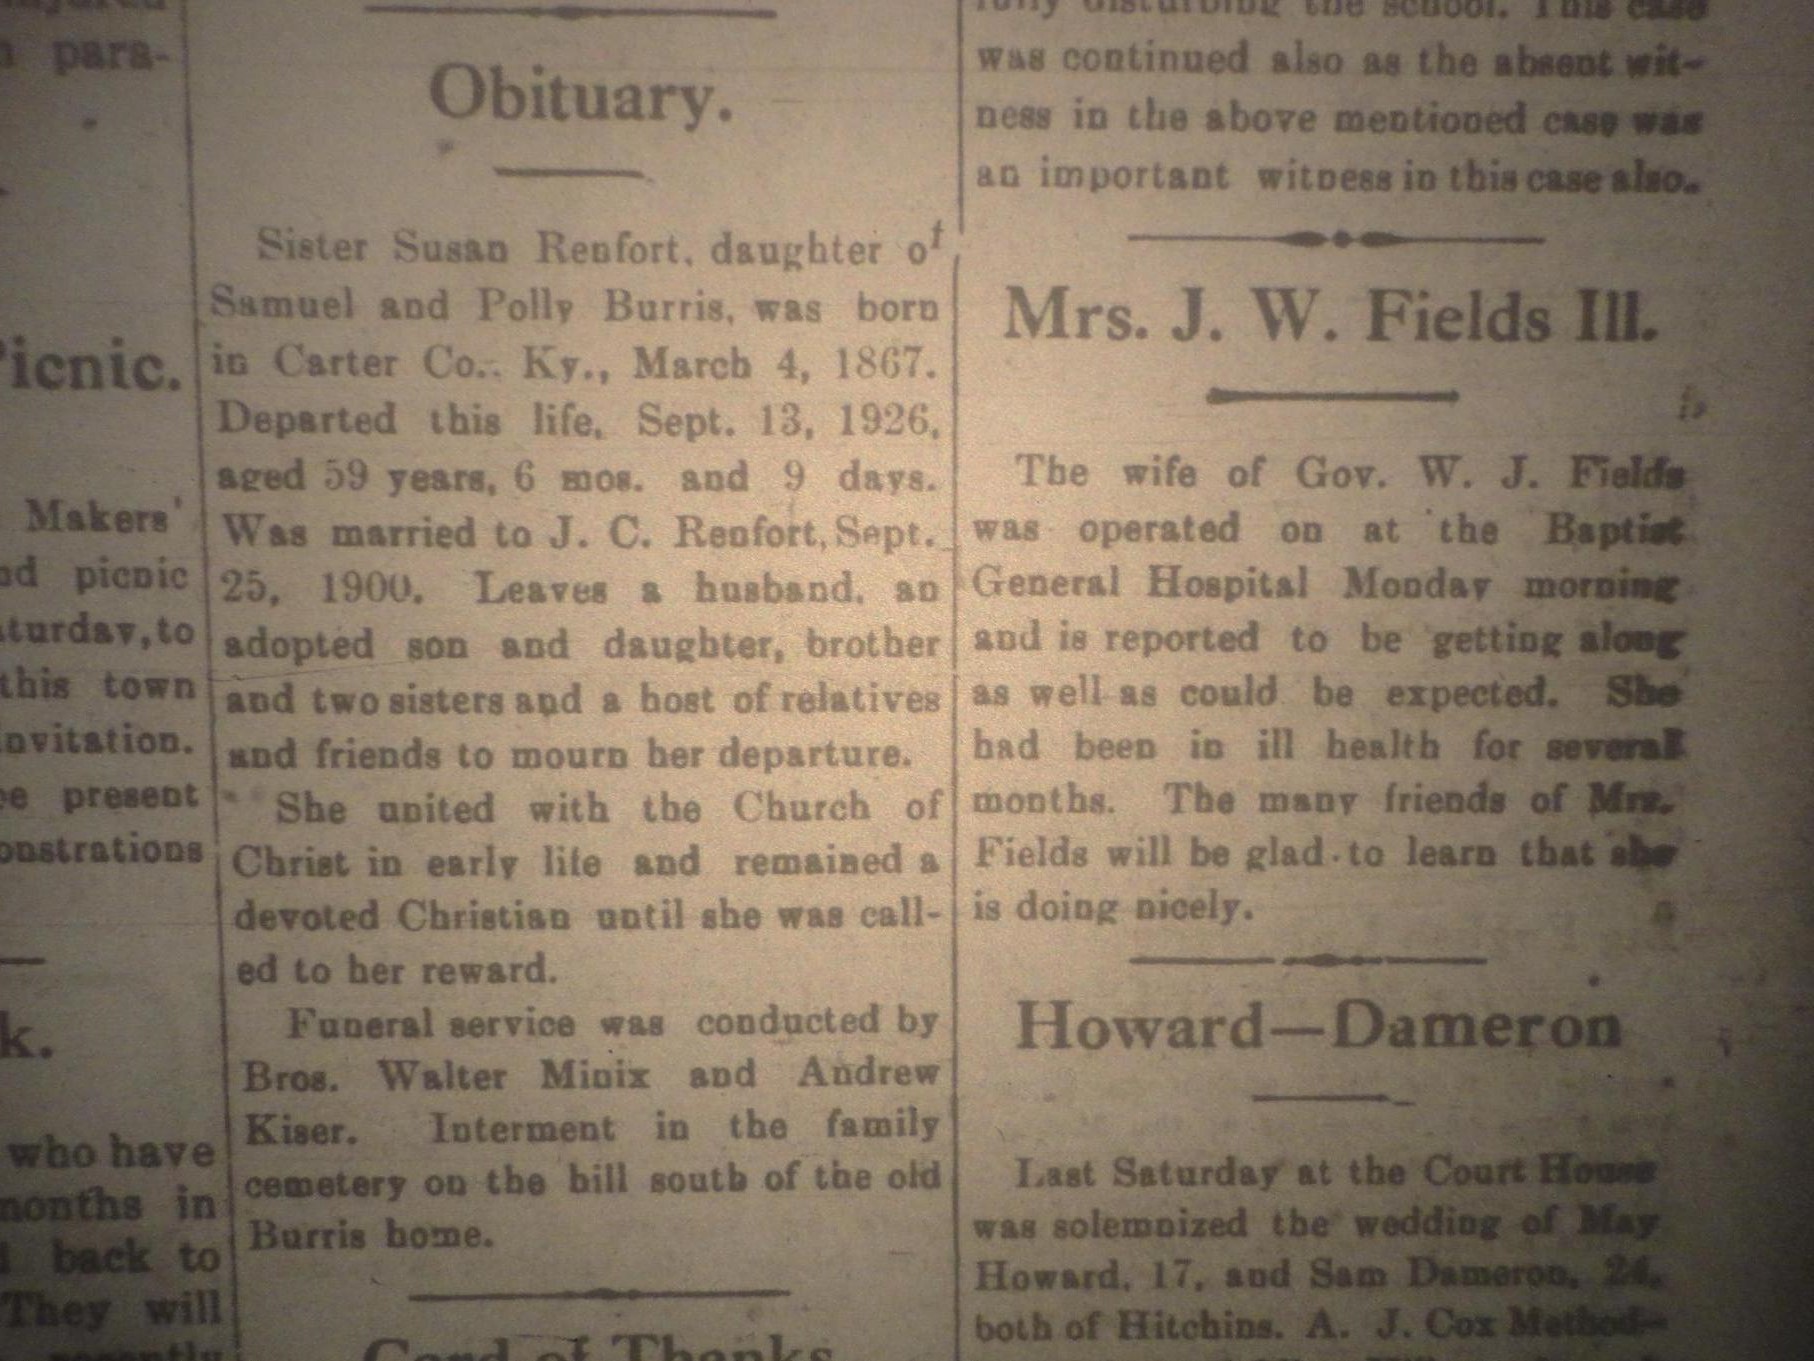 para-
Picnic.
Makers'
picnic
to
this town
invitation.
present
k.
who have
months in
back to
They will
recently
Obituary.
Sister Susan Renfort, daughter of
Samuel and Polly Burris, was born
in Carter Co., Ky., March 4, 1867.
Departed this life, Sept. 13, 1926,
aged 59 years, 6 mos. and 9 days.
Was married to J. C. Renfort, Sept.
25, 1900. Leaves a husband, an
adopted son and daughter, brother
and two sisters and a host of relatives
and friends to mourn her departure.
She united with the Church of
Christ in early life and remained a
devoted Christian until she was call-
ed to her reward.
Funeral service was conducted by
Bros. Walter Minix and Andrew
Kiser. Interment in the family
cemetery on the hill south of the old
Burris home.
Card of Thanks
disturbing the school. This case
was continued also as the absent wit-
ness in the above mentioned case was
an important witness in this case also.
Mrs. J. W. Fields Ill.
The wife of Gov. W. J. Fields
was operated on at the Baptist
General Hospital Monday morning
and is reported to be getting along
as well as could be expected. She
had been in ill health for several
months. The many friends of Mrs.
Fields will be glad to learn that she
is doing nicely.
Howard—Dameron
Last Saturday at the Court House
was solemnized the wedding of May
Howard, 17, and Sam Dameron, 24,
both of Hitchins. A. J. Cox Method-